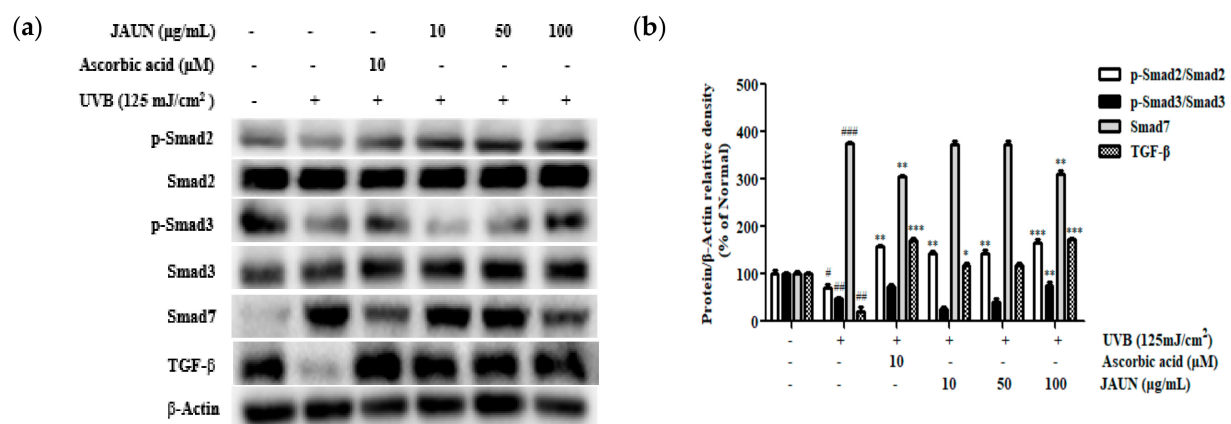 (a)
JAUN (µg/mL) - - - 10 50 100
Ascorbic acid (µM) - - 10 - - -
UVB (125 mJ/cm²) - + + + + +
p-Smad2
Smad2
p-Smad3
Smad3
Smad7
TGF-β
β-Actin
(b)
Protein/β-Actin relative density
(% of Normal)
500
400
300
200
100
0
# ## ### ##
** ** ***
** *
**
*** ** ** ***
p-Smad2/Smad2
p-Smad3/Smad3
Smad7
TGF-β
- + + + + + UVB (125mJ/cm²)
- - 10 - - - Ascorbic acid (µM)
- - - 10 50 100 JAUN (µg/mL)